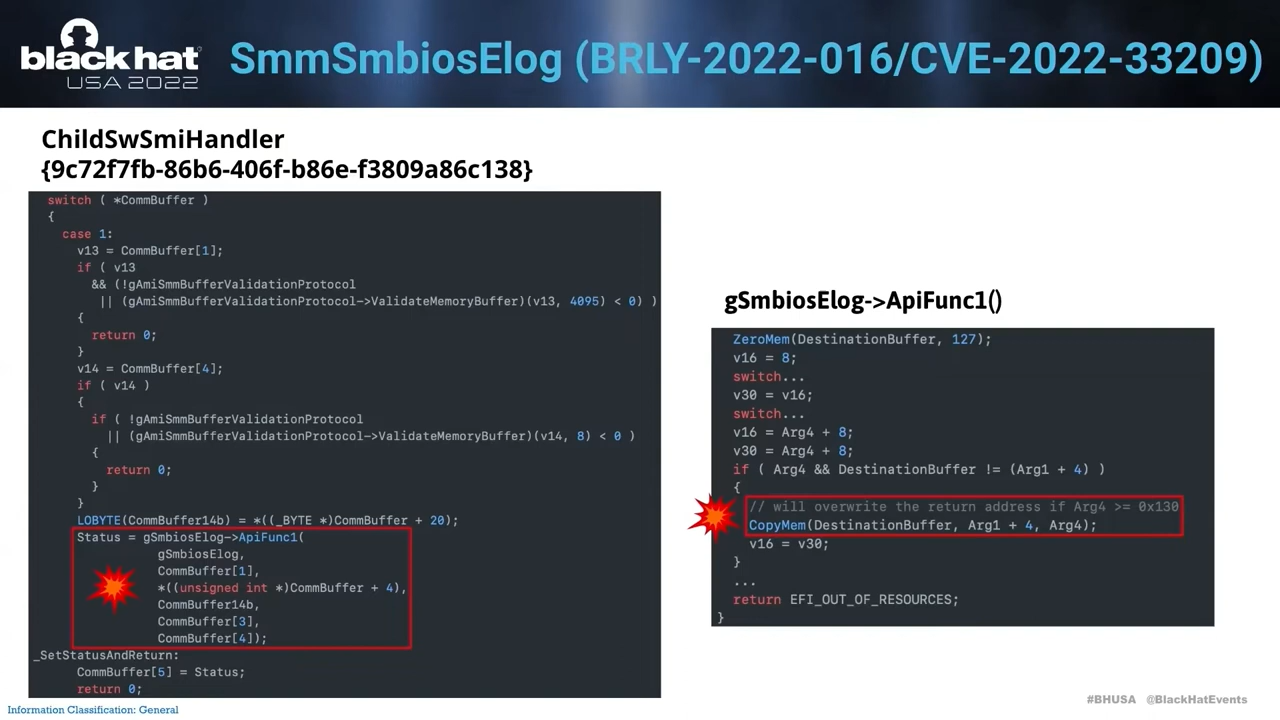 black hat
USA 2022
SmmSmbiosElog (BRLY-2022-016/CVE-2022-33209)
ChildSwSmiHandler
{9c72f7fb-86b6-406f-b86e-f3809a86c138}
switch ( *CommBuffer )
{
case 1:
v13 = CommBuffer[1];
if ( v13
&& (!gAmiSmmBufferValidationProtocol
|| (gAmiSmmBufferValidationProtocol->ValidateMemoryBuffer)(v13, 4095) < 0) )
{
return 0;
}
v14 = CommBuffer[4];
if ( v14 )
{
if ( !gAmiSmmBufferValidationProtocol
|| (gAmiSmmBufferValidationProtocol->ValidateMemoryBuffer)(v14, 8) < 0 )
{
return 0;
}
}
LOBYTE(CommBuffer14b) = *((_BYTE *)CommBuffer + 20);
Status = gSmbiosElog->ApiFunc1(
gSmbiosElog,
CommBuffer[1],
*((unsigned int *)CommBuffer + 4),
CommBuffer14b,
CommBuffer[3],
CommBuffer[4]);
_SetStatusAndReturn:
CommBuffer[5] = Status;
return 0;
gSmbiosElog->ApiFunc1()
ZeroMem(DestinationBuffer, 127);
v16 = 8;
switch...
v30 = v16;
switch...
v16 = Arg4 + 8;
v30 = Arg4 + 8;
if ( Arg4 && DestinationBuffer != (Arg1 + 4) )
{
// will overwrite the return address if Arg4 >= 0x130
CopyMem(DestinationBuffer, Arg1 + 4, Arg4);
v16 = v30;
}
...
return EFI_OUT_OF_RESOURCES;
}
#BHUSA @BlackHatEvents
Information Classification: General